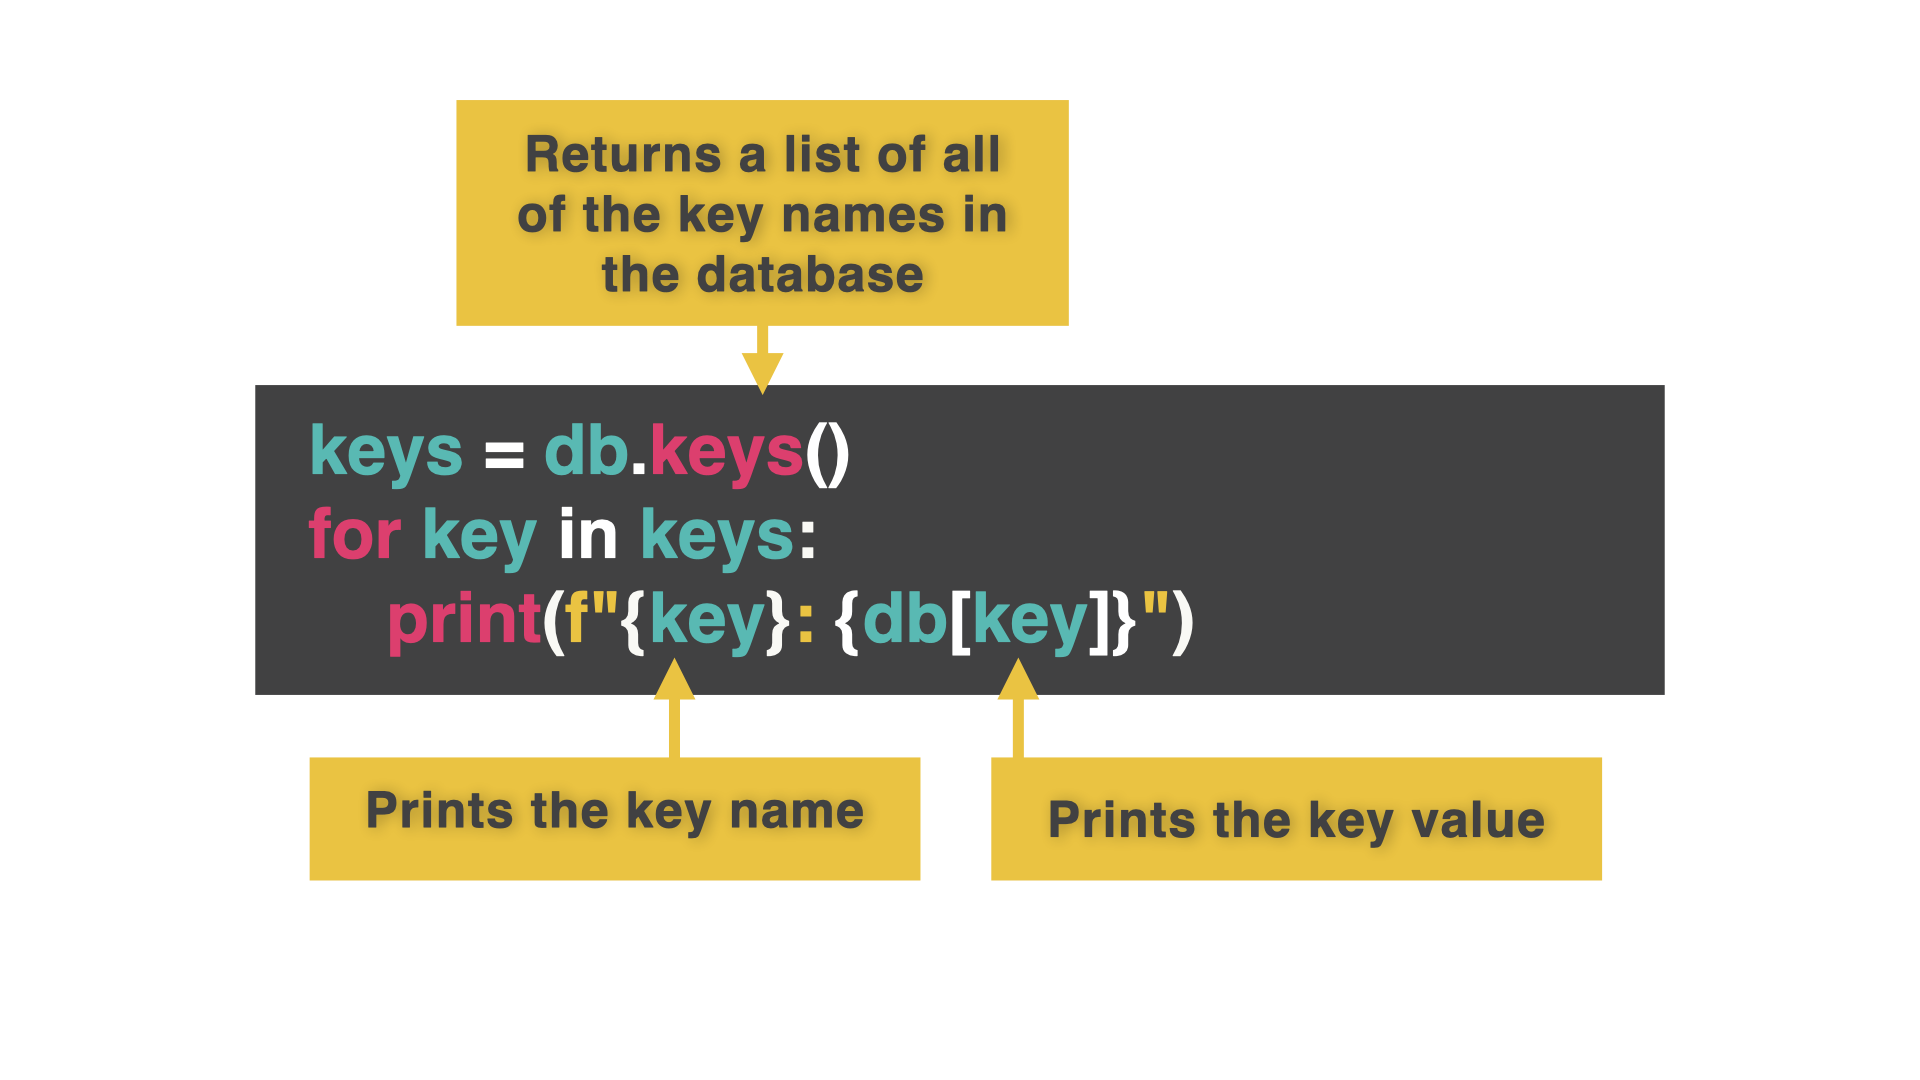 Returns a list of all
of the key names in
the database
keys = db.keys()
for key in keys:
    print(f"{key}: {db[key]}")
Prints the key name
Prints the key value